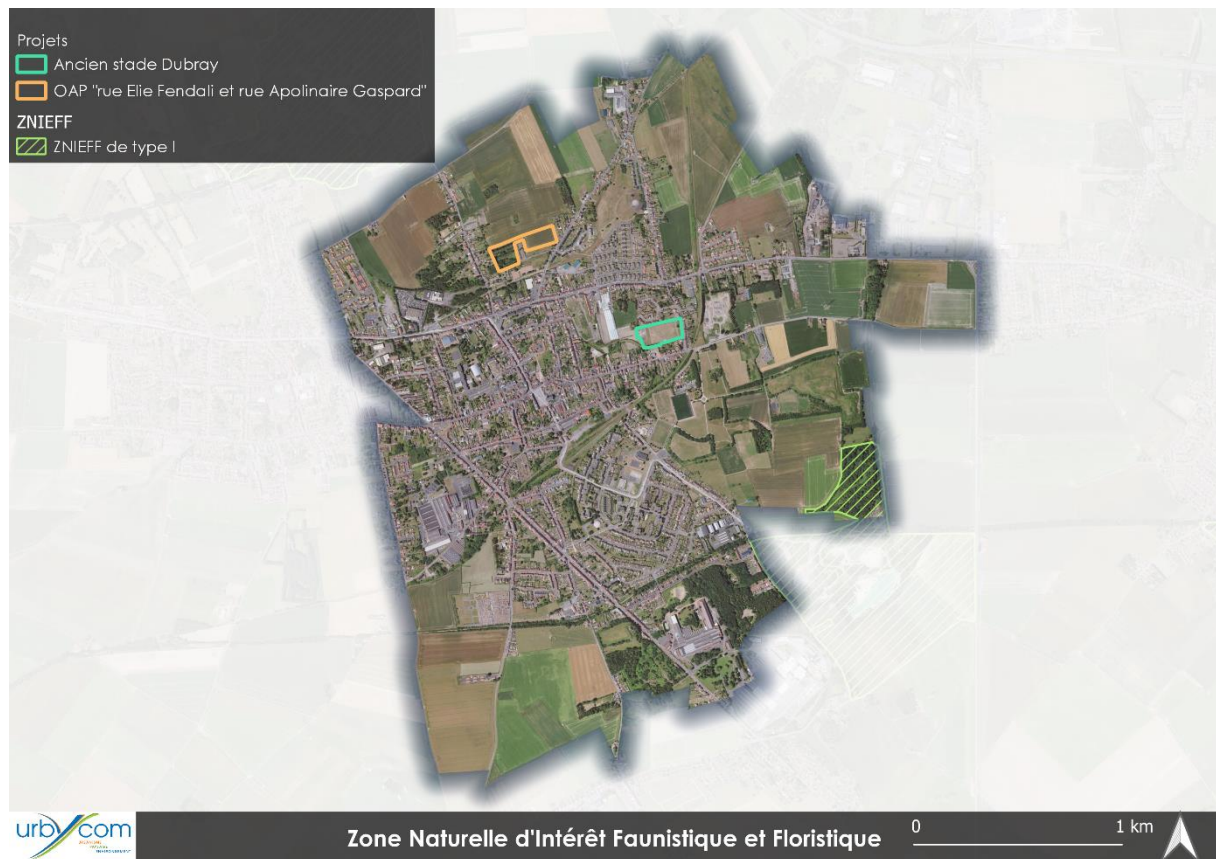 Projets
Ancien stade Dubray
OAP "rue Elie Fendali et rue Apolinaire Gaspard"
ZNIEFF
ZNIEFF de type I
urbycom
Zone Naturelle d'Intérêt Faunistique et Floristique
0 1 km